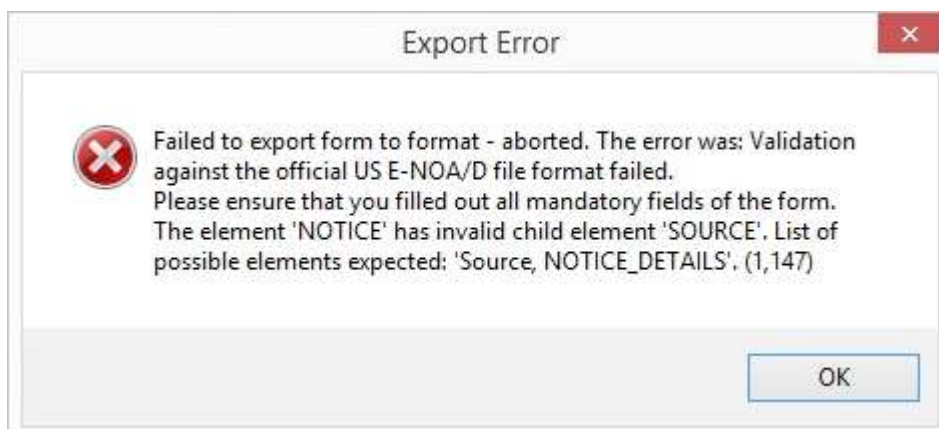 Export Error
Failed to export form to format - aborted. The error was: Validation
against the official US E-NOA/D file format failed.
Please ensure that you filled out all mandatory fields of the form.
The element 'NOTICE' has invalid child element 'SOURCE'. List of
possible elements expected: 'Source, NOTICE_DETAILS'. (1,147)
OK